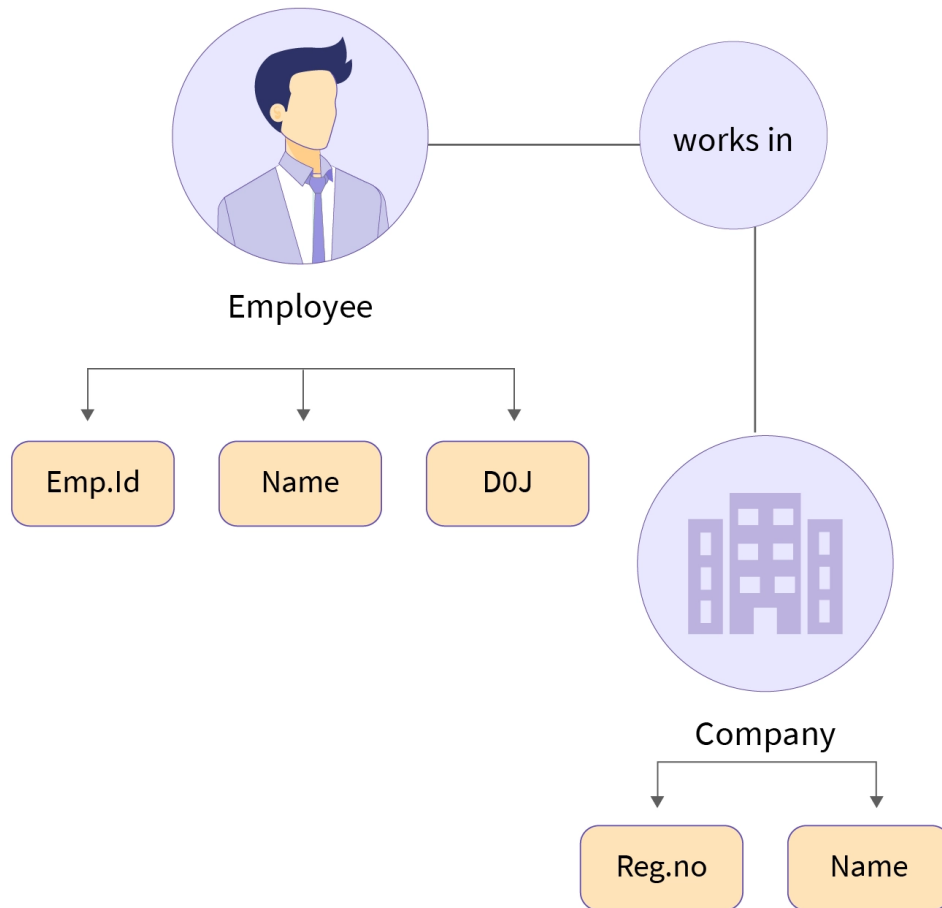 works in
Employee
Emp.Id
Name
D0J
Company
Reg.no
Name